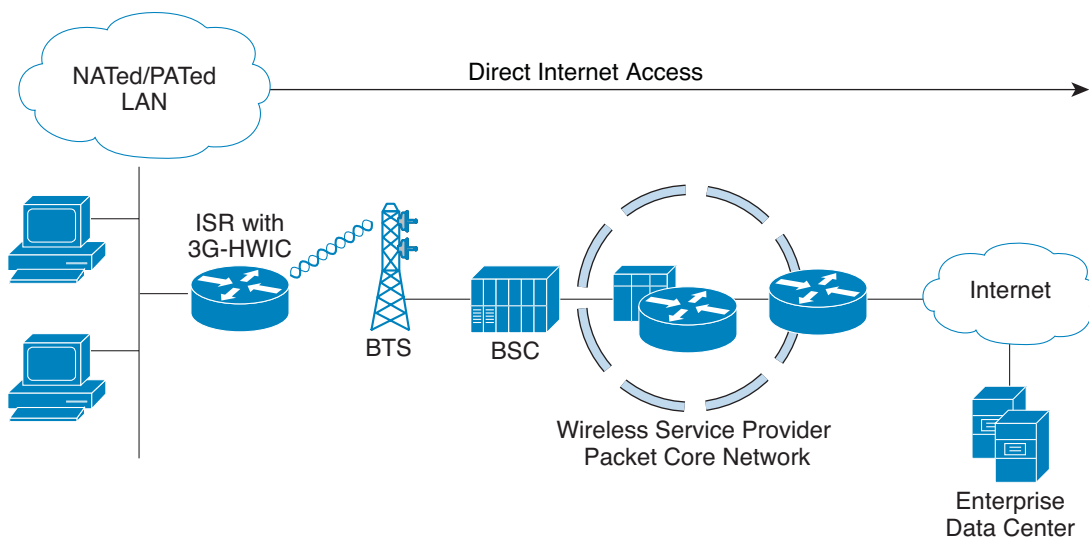 NATed/PATed
LAN
Direct Internet Access
ISR with
3G-HWIC
BTS
BSC
Internet
Wireless Service Provider
Packet Core Network
Enterprise
Data Center